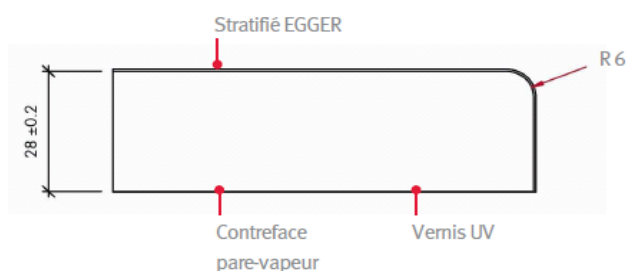 Stratifié EGGER
R 6
28 ±0.2
Contreface
pare-vapeur
Vernis UV